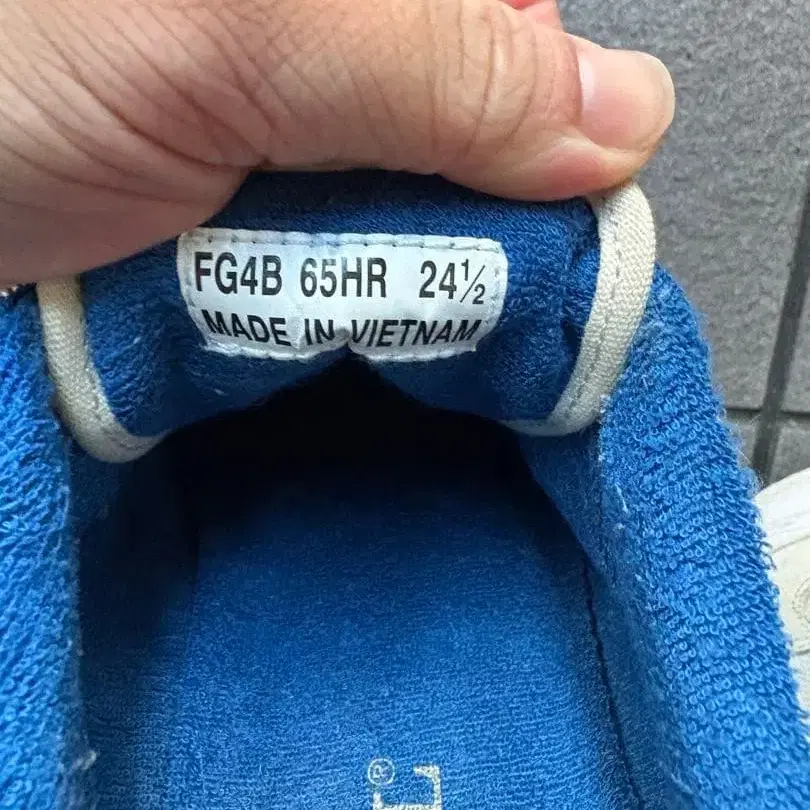 FG4B 65HR 24½
MADE IN VIETNAM
®